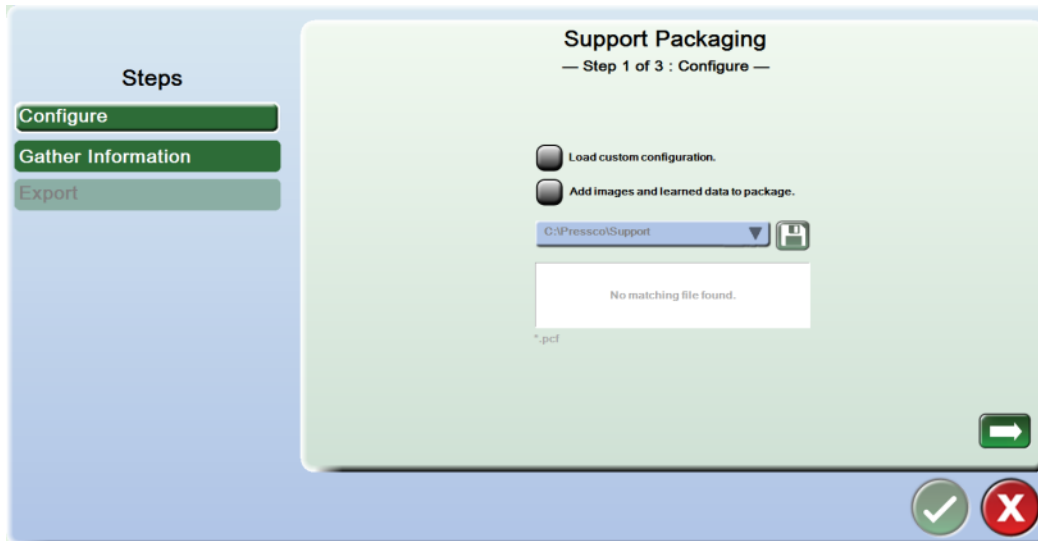 Support Packaging
— Step 1 of 3 : Configure —
Steps
Configure
Gather Information
Export
Load custom configuration.
Add images and learned data to package.
C:\Pressco\Support
No matching file found.
*.pcf